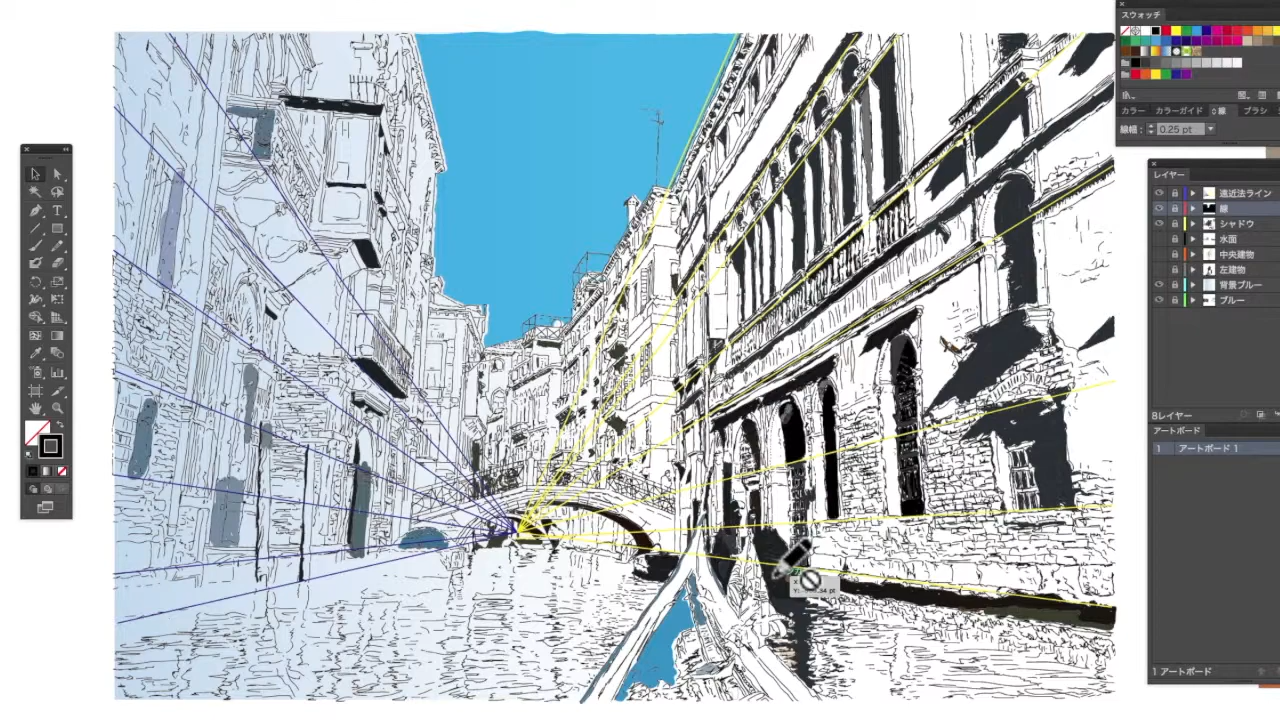 スウォッチ
カラー カラーガイド 線 ブラシ
線幅 : 0.25 pt
レイヤー
遠近法ライン
線
シャドウ
水面
中央建物
左建物
背景ブルー
ブルー
8レイヤー
アートボード
1 アートボード 1
1 アートボード